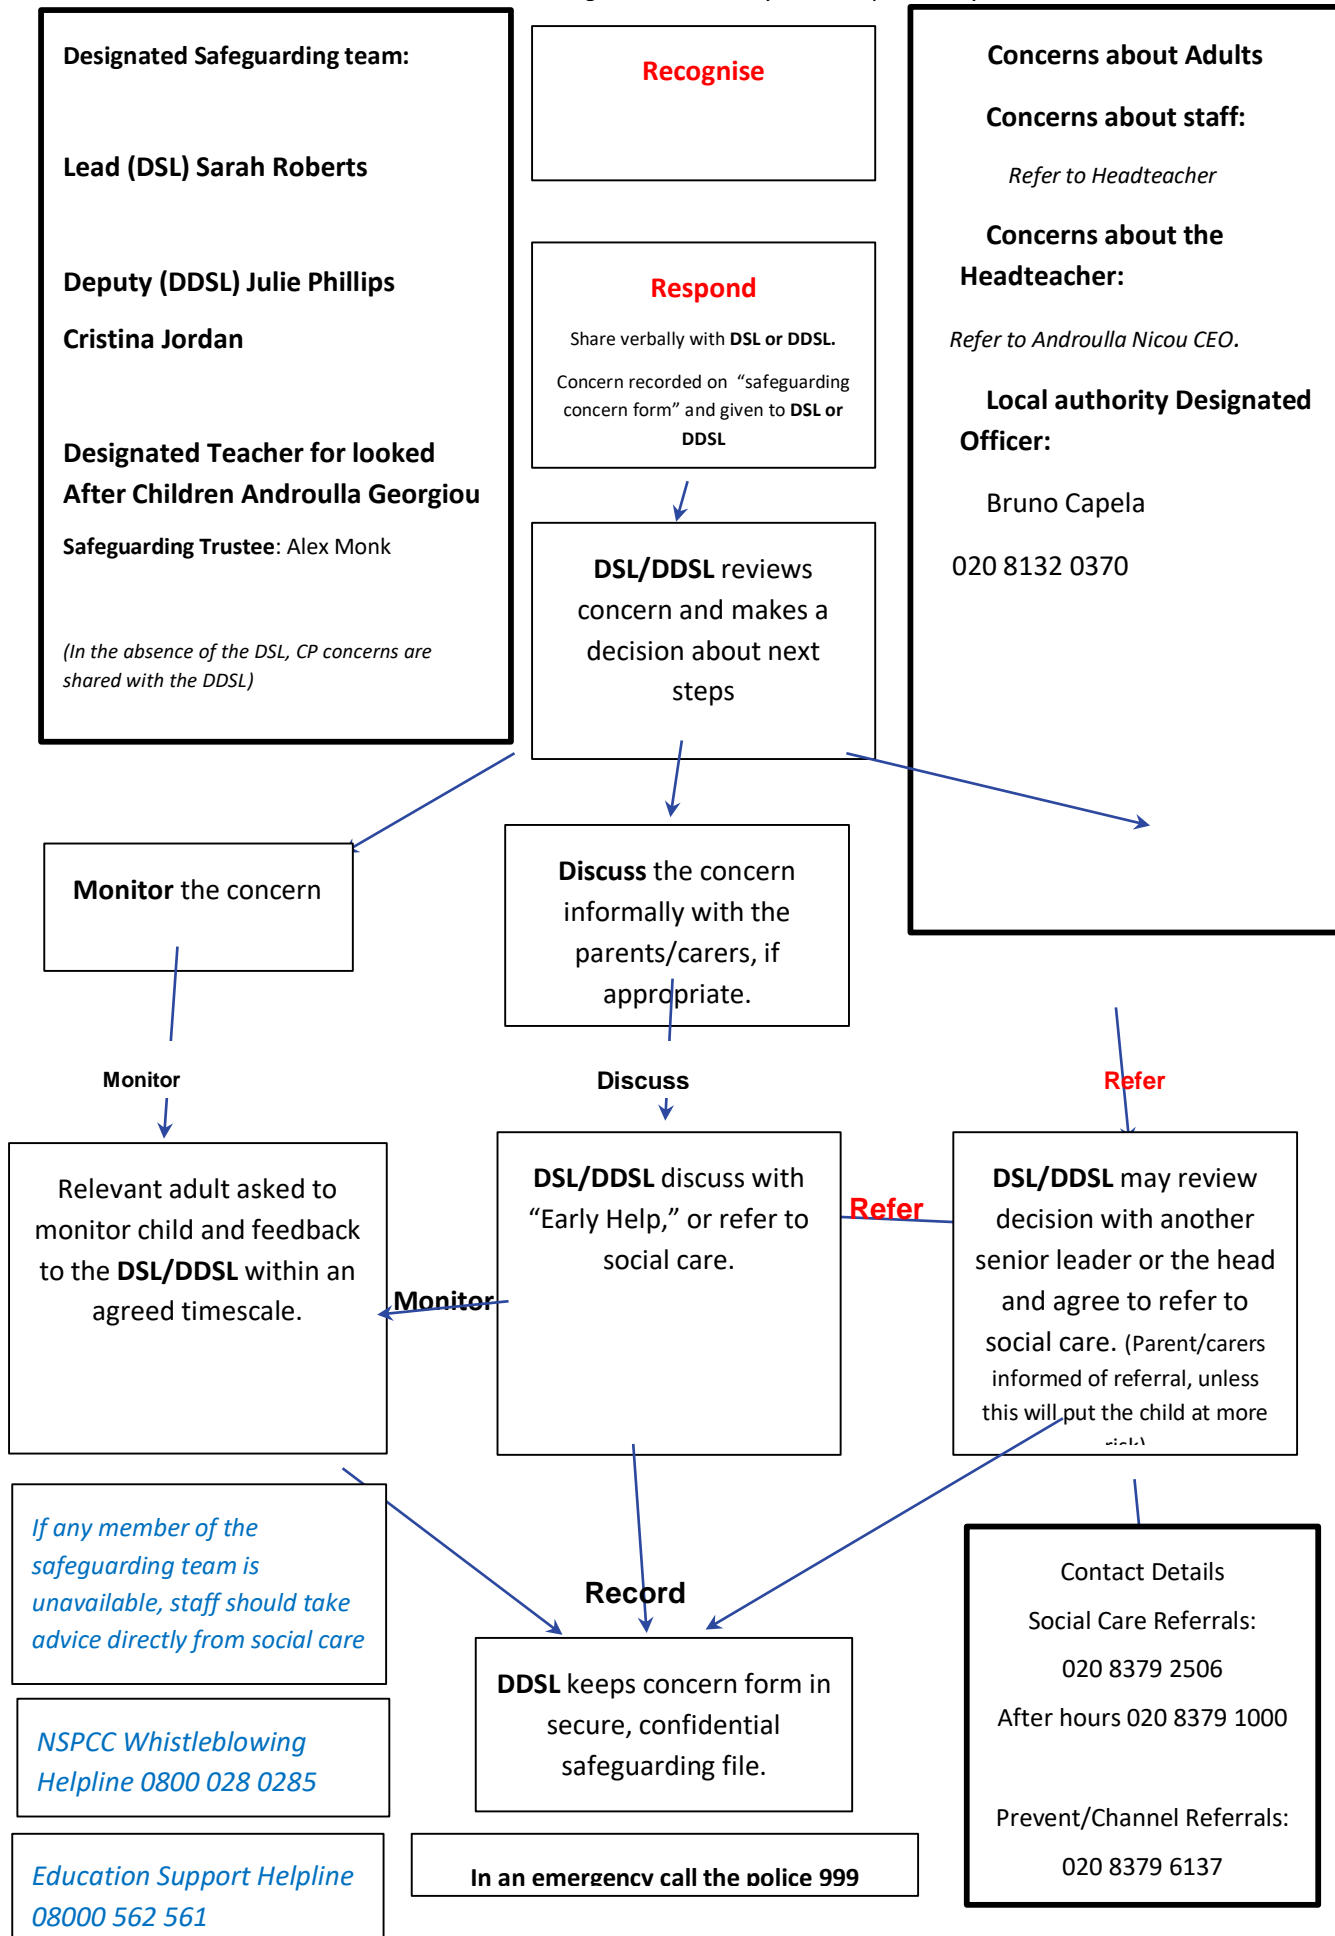 Designated Safeguarding team:
Lead (DSL) Sarah Roberts
Deputy (DDSL) Julie Phillips
Cristina Jordan
Designated Teacher for looked
After Children Androulla Georgiou
Safeguarding Trustee: Alex Monk
(In the absence of the DSL, CP concerns are
shared with the DDSL)
Recognise
Respond
Share verbally with DSL or DDSL.
Concern recorded on “safeguarding
concern form” and given to DSL or
DDSL
DSL/DDSL reviews
concern and makes a
decision about next
steps
Concerns about Adults
Concerns about staff:
Refer to Headteacher
Concerns about the
Headteacher:
Refer to Androulla Nicou CEO.
Local authority Designated
Officer:
Bruno Capela
020 8132 0370
Monitor the concern
Discuss the concern
informally with the
parents/carers, if
appropriate.
Monitor
Discuss
Refer
Relevant adult asked to
monitor child and feedback
to the DSL/DDSL within an
agreed timescale.
Monitor
DSL/DDSL discuss with
“Early Help,” or refer to
social care.
Refer
DSL/DDSL may review
decision with another
senior leader or the head
and agree to refer to
social care. (Parent/carers
informed of referral, unless
this will put the child at more
risk)
If any member of the
safeguarding team is
unavailable, staff should take
advice directly from social care
NSPCC Whistleblowing
Helpline 0800 028 0285
Education Support Helpline
08000 562 561
Record
DDSL keeps concern form in
secure, confidential
safeguarding file.
In an emergency call the police 999
Contact Details
Social Care Referrals:
020 8379 2506
After hours 020 8379 1000
Prevent/Channel Referrals:
020 8379 6137